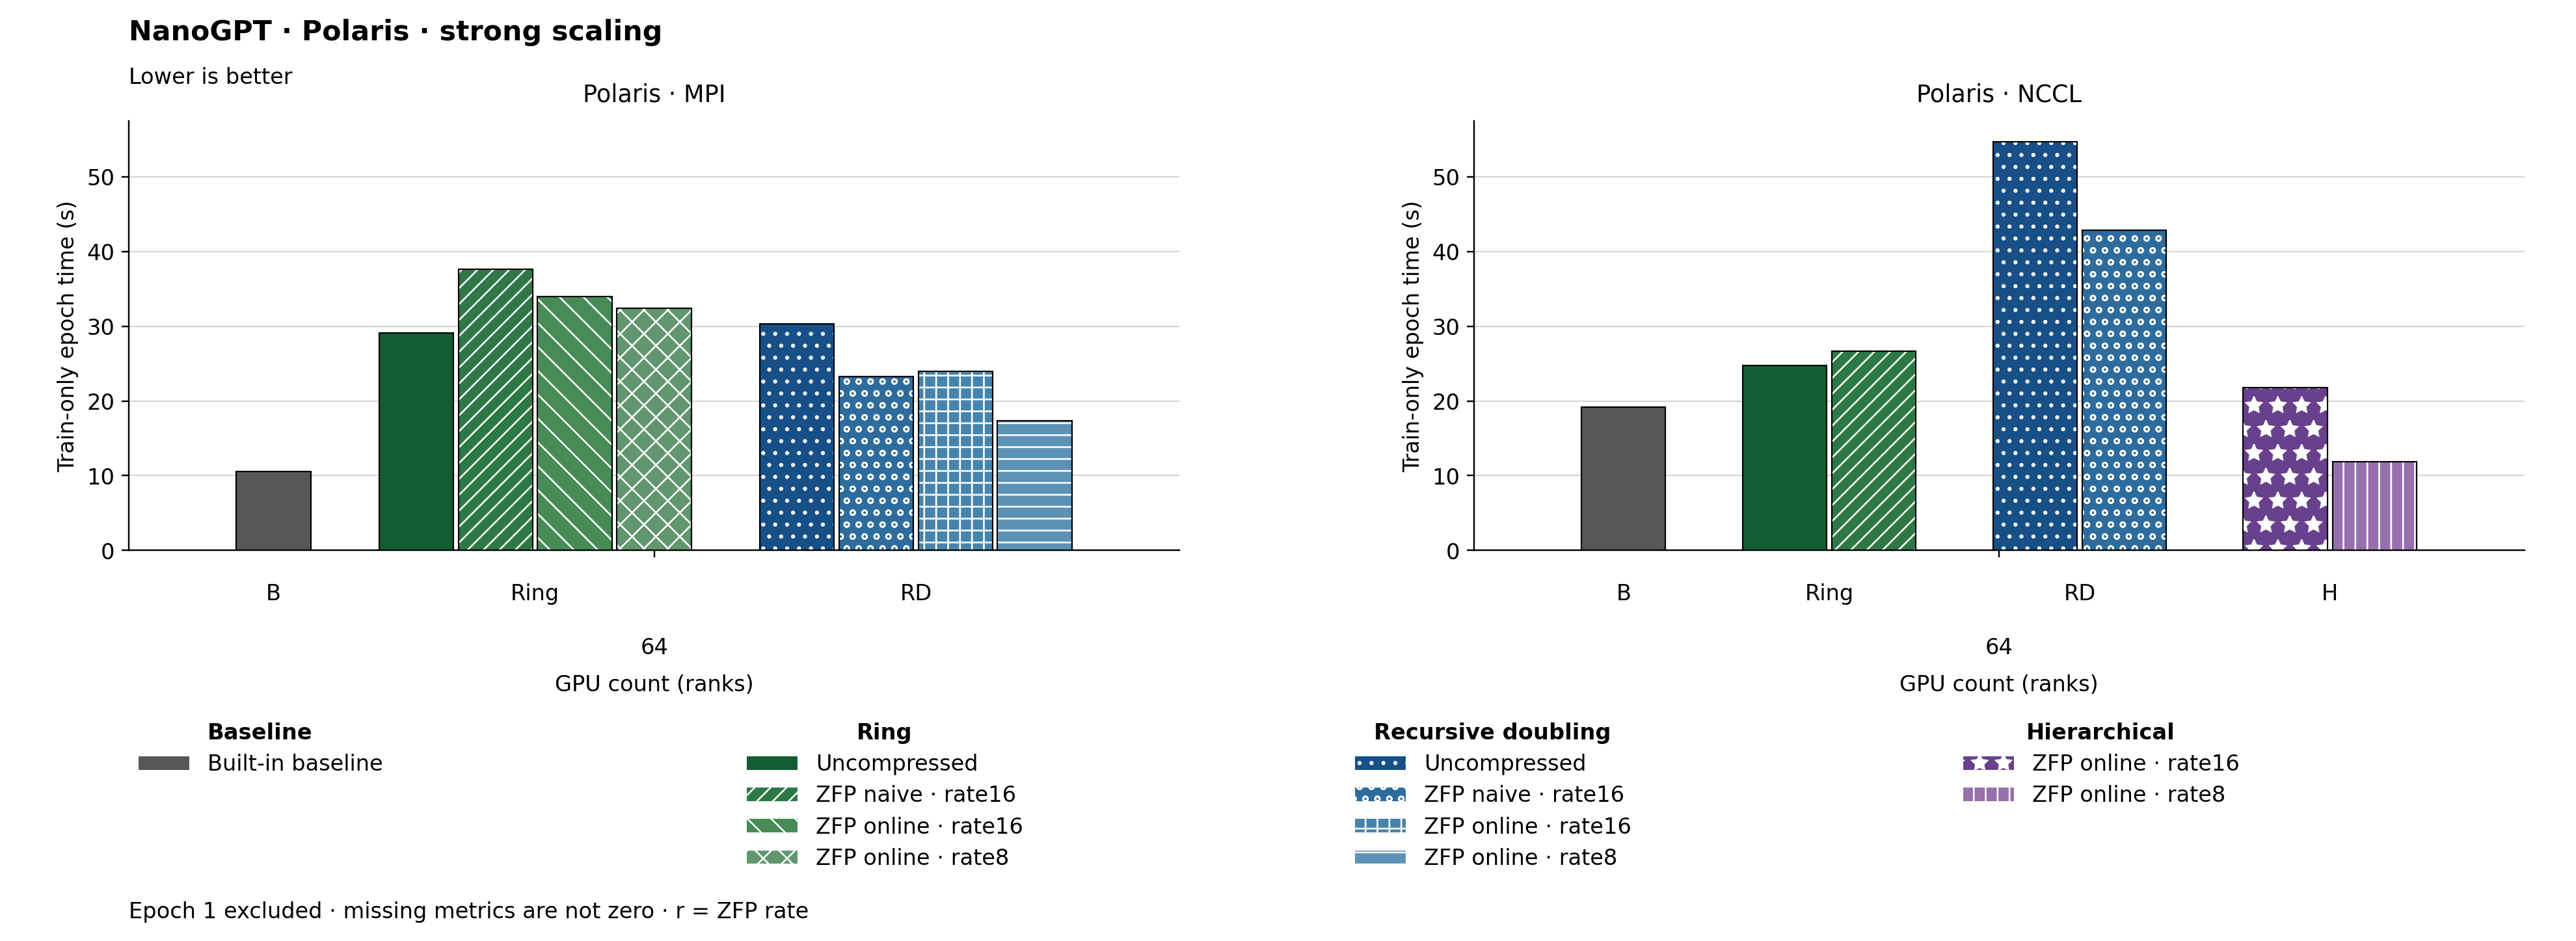 NanoGPT · Polaris · strong scaling
Lower is better
Polaris · MPI
Train-only epoch time (s)
50
40
30
20
10
0
B Ring RD
64
GPU count (ranks)
Polaris · NCCL
Train-only epoch time (s)
50
40
30
20
10
0
B Ring RD H
64
GPU count (ranks)
Baseline
Built-in baseline
Ring
Uncompressed
ZFP naive · rate16
ZFP online · rate16
ZFP online · rate8
Recursive doubling
Uncompressed
ZFP naive · rate16
ZFP online · rate16
ZFP online · rate8
Hierarchical
ZFP online · rate16
ZFP online · rate8
Epoch 1 excluded · missing metrics are not zero · r = ZFP rate